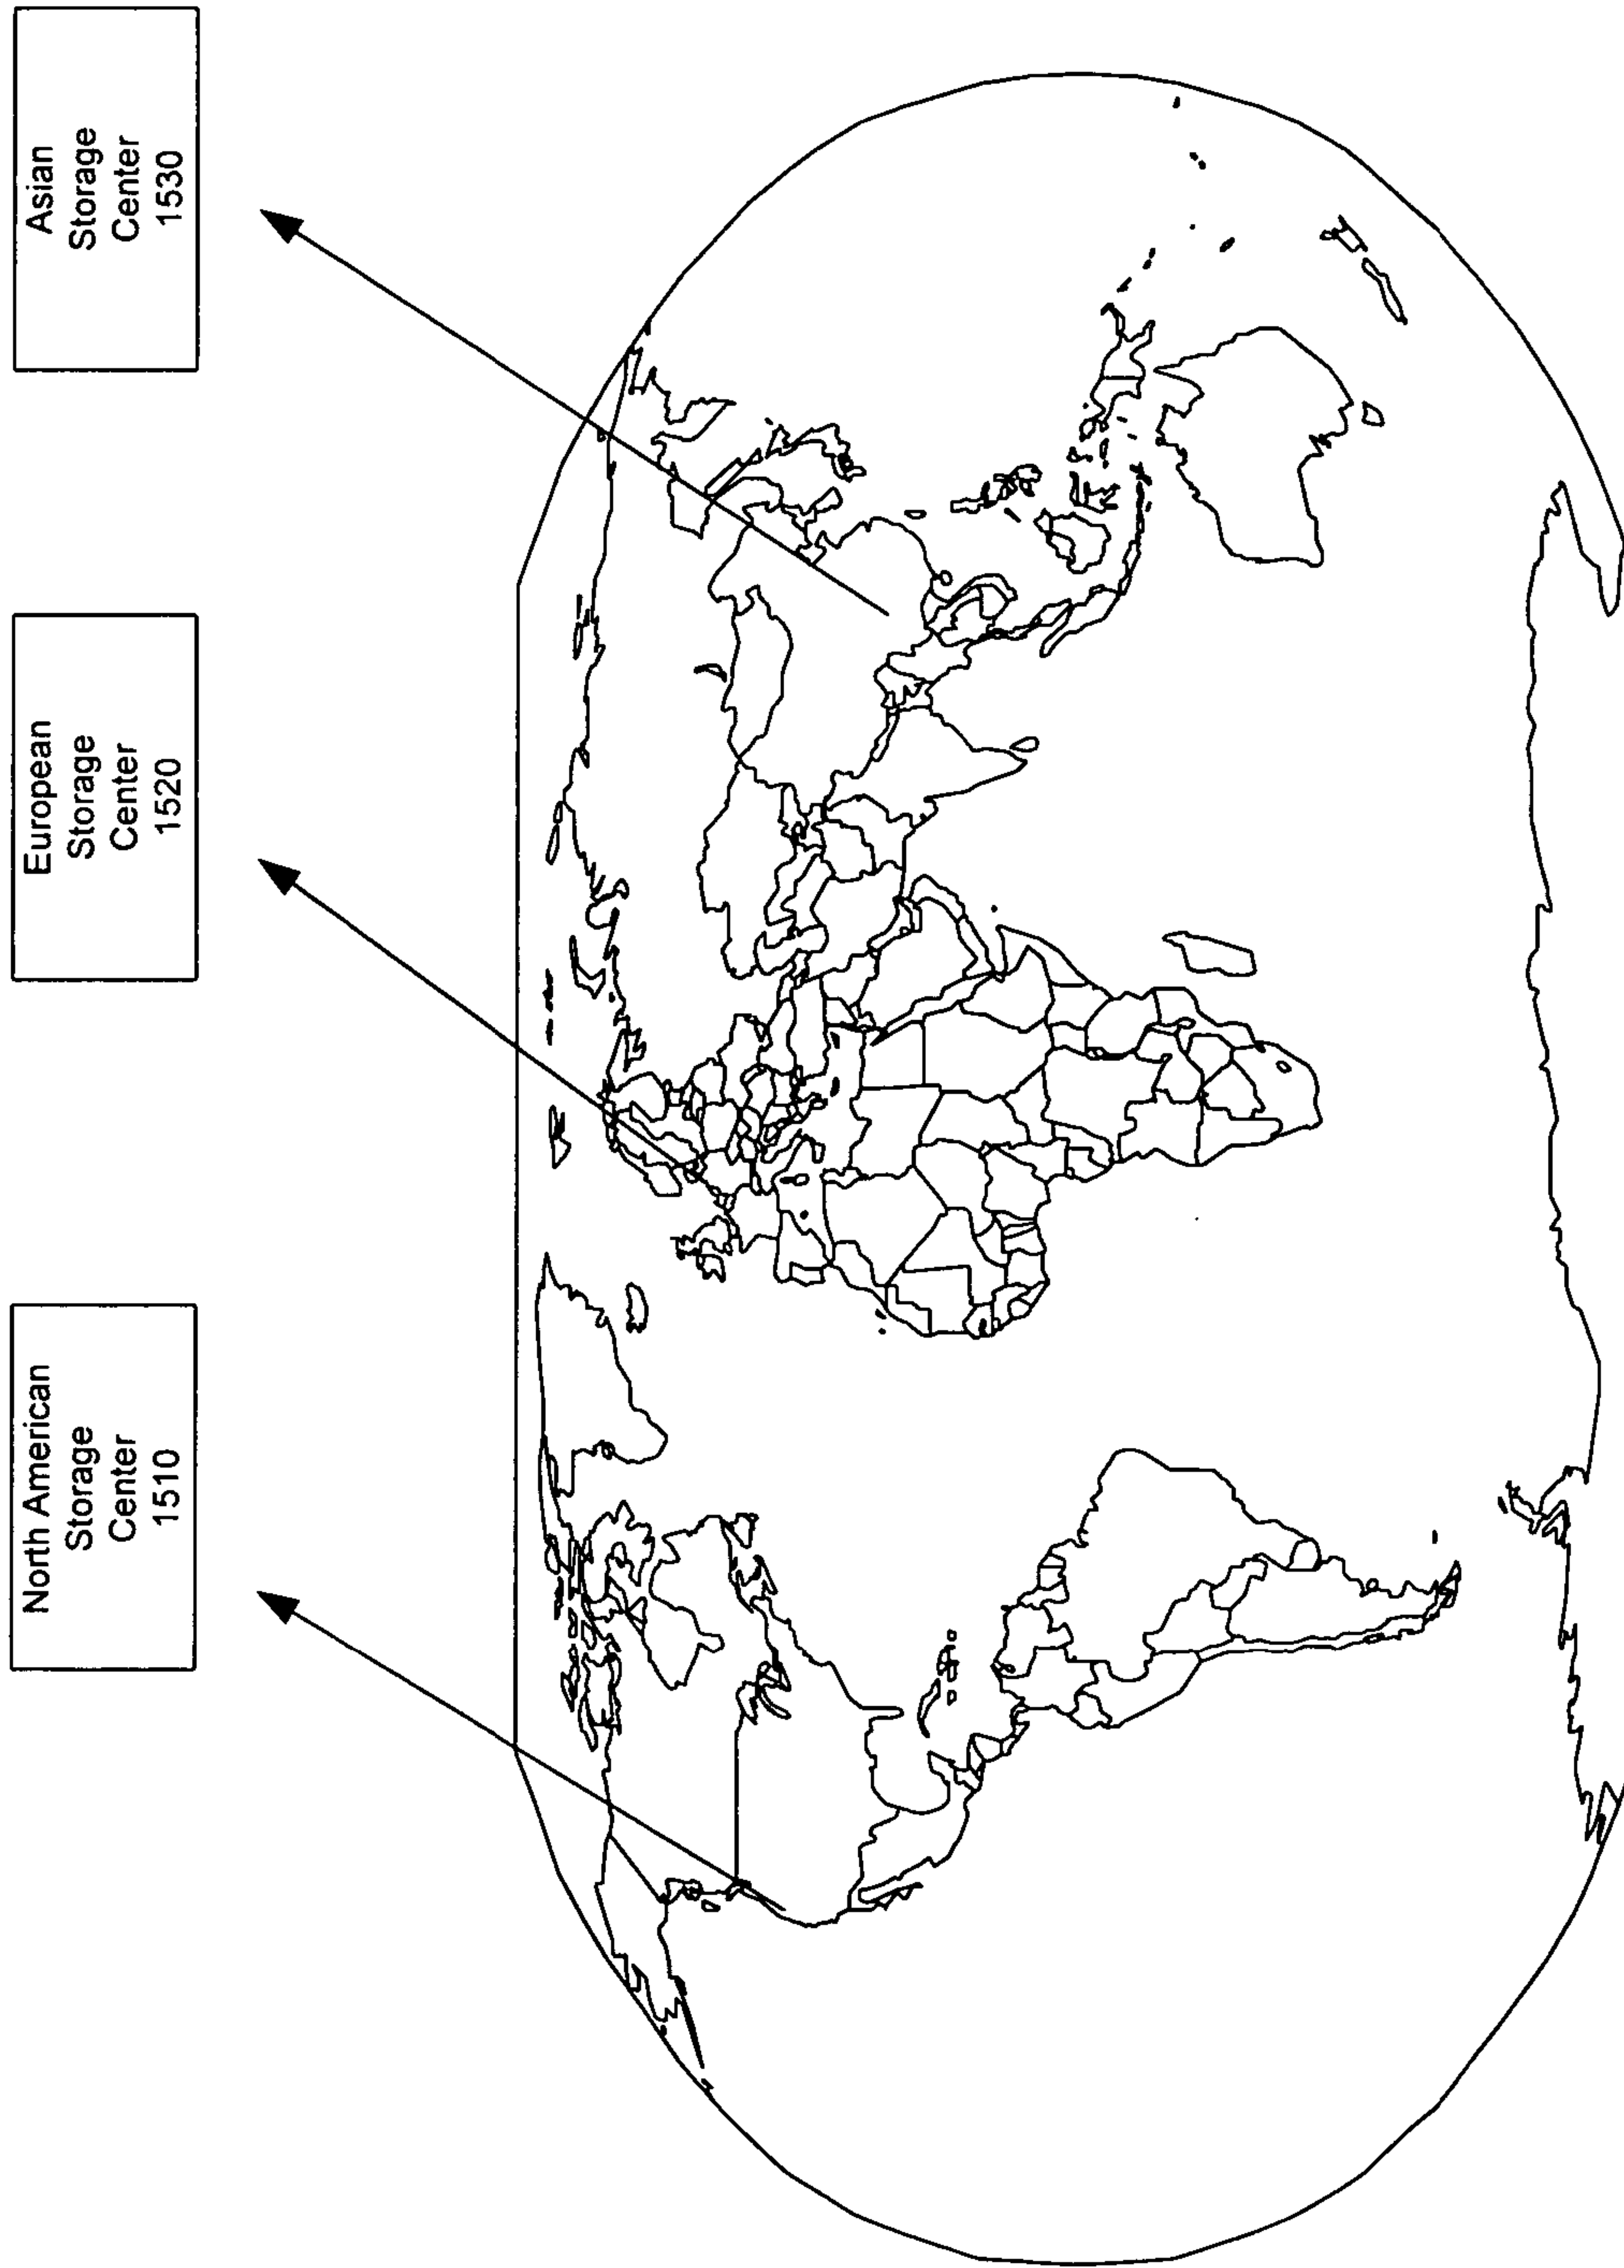 North American
Storage
Center
1510
European
Storage
Center
1520
Asian
Storage
Center
1530